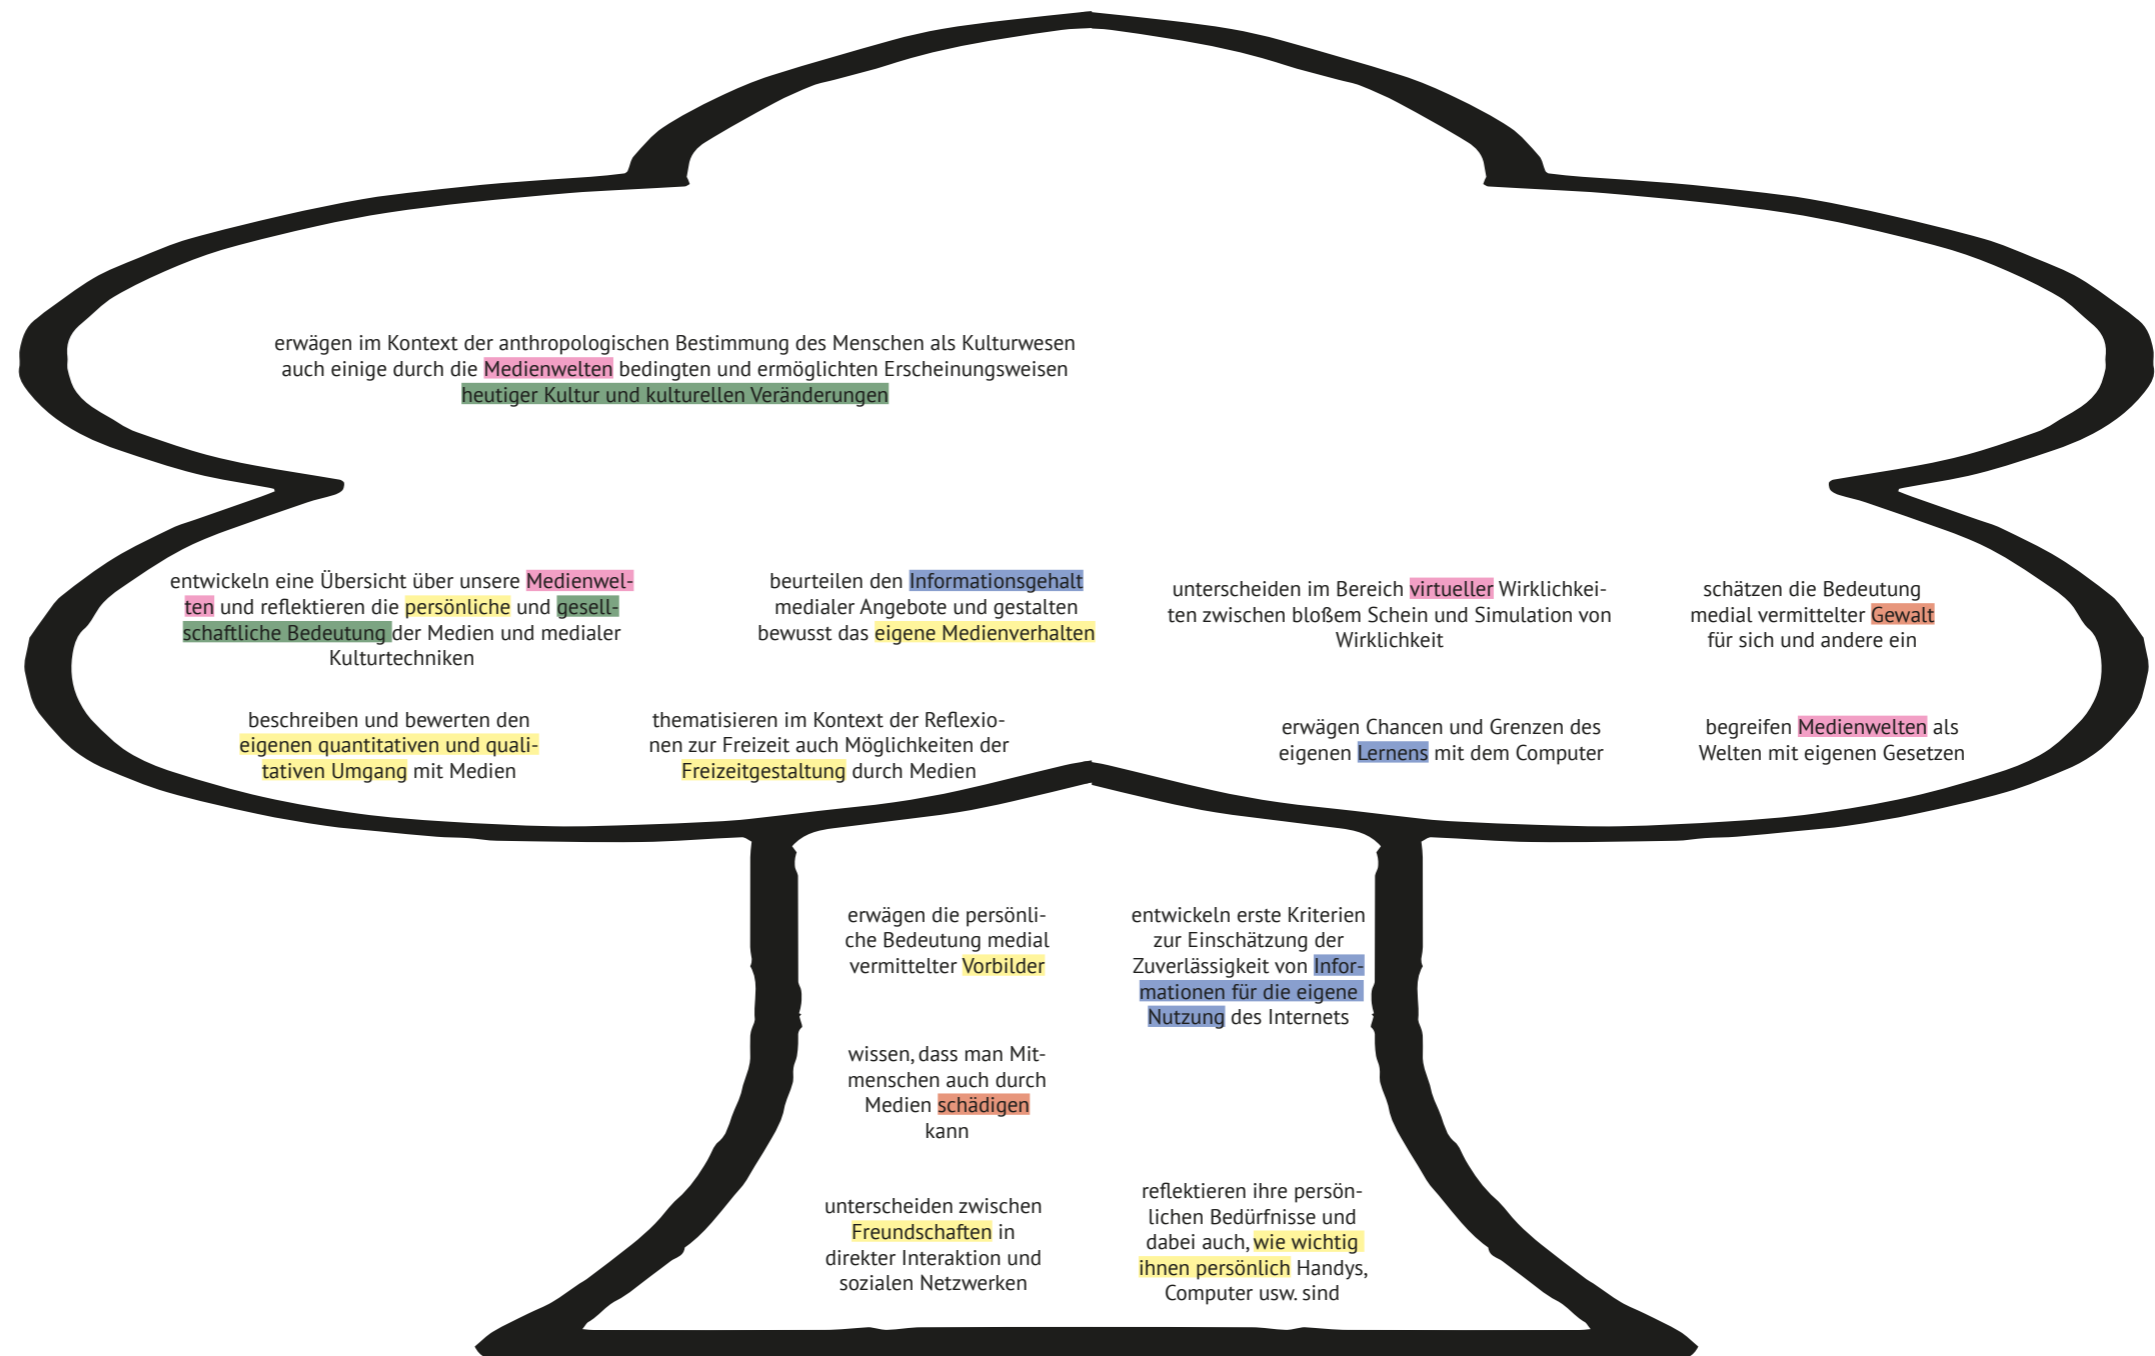 erwägen im Kontext der anthropologischen Bestimmung des Menschen als Kulturwesen
auch einige durch die Medienwelten bedingten und ermöglichten Erscheinungsweisen
heutiger Kultur und kulturellen Veränderungen
entwickeln eine Übersicht über unsere Medienwel-
ten und reflektieren die persönliche und gesell-
schaftliche Bedeutung der Medien und medialer
Kulturtechniken
beurteilen den Informationsgehalt
medialer Angebote und gestalten
bewusst das eigene Medienverhalten
unterscheiden im Bereich virtueller Wirklichkei-
ten zwischen bloßem Schein und Simulation von
Wirklichkeit
schätzen die Bedeutung
medial vermittelter Gewalt
für sich und andere ein
beschreiben und bewerten den
eigenen quantitativen und quali-
tativen Umgang mit Medien
thematisieren im Kontext der Reflexio-
nen zur Freizeit auch Möglichkeiten der
Freizeitgestaltung durch Medien
erwägen Chancen und Grenzen des
eigenen Lernens mit dem Computer
begreifen Medienwelten als
Welten mit eigenen Gesetzen
erwägen die persönli-
che Bedeutung medial
vermittelter Vorbilder
entwickeln erste Kriterien
zur Einschätzung der
Zuverlässigkeit von Infor-
mationen für die eigene
Nutzung des Internets
wissen, dass man Mit-
menschen auch durch
Medien schädigen
kann
unterscheiden zwischen
Freundschaften in
direkter Interaktion und
sozialen Netzwerken
reflektieren ihre persön-
lichen Bedürfnisse und
dabei auch, wie wichtig
ihnen persönlich Handys,
Computer usw. sind